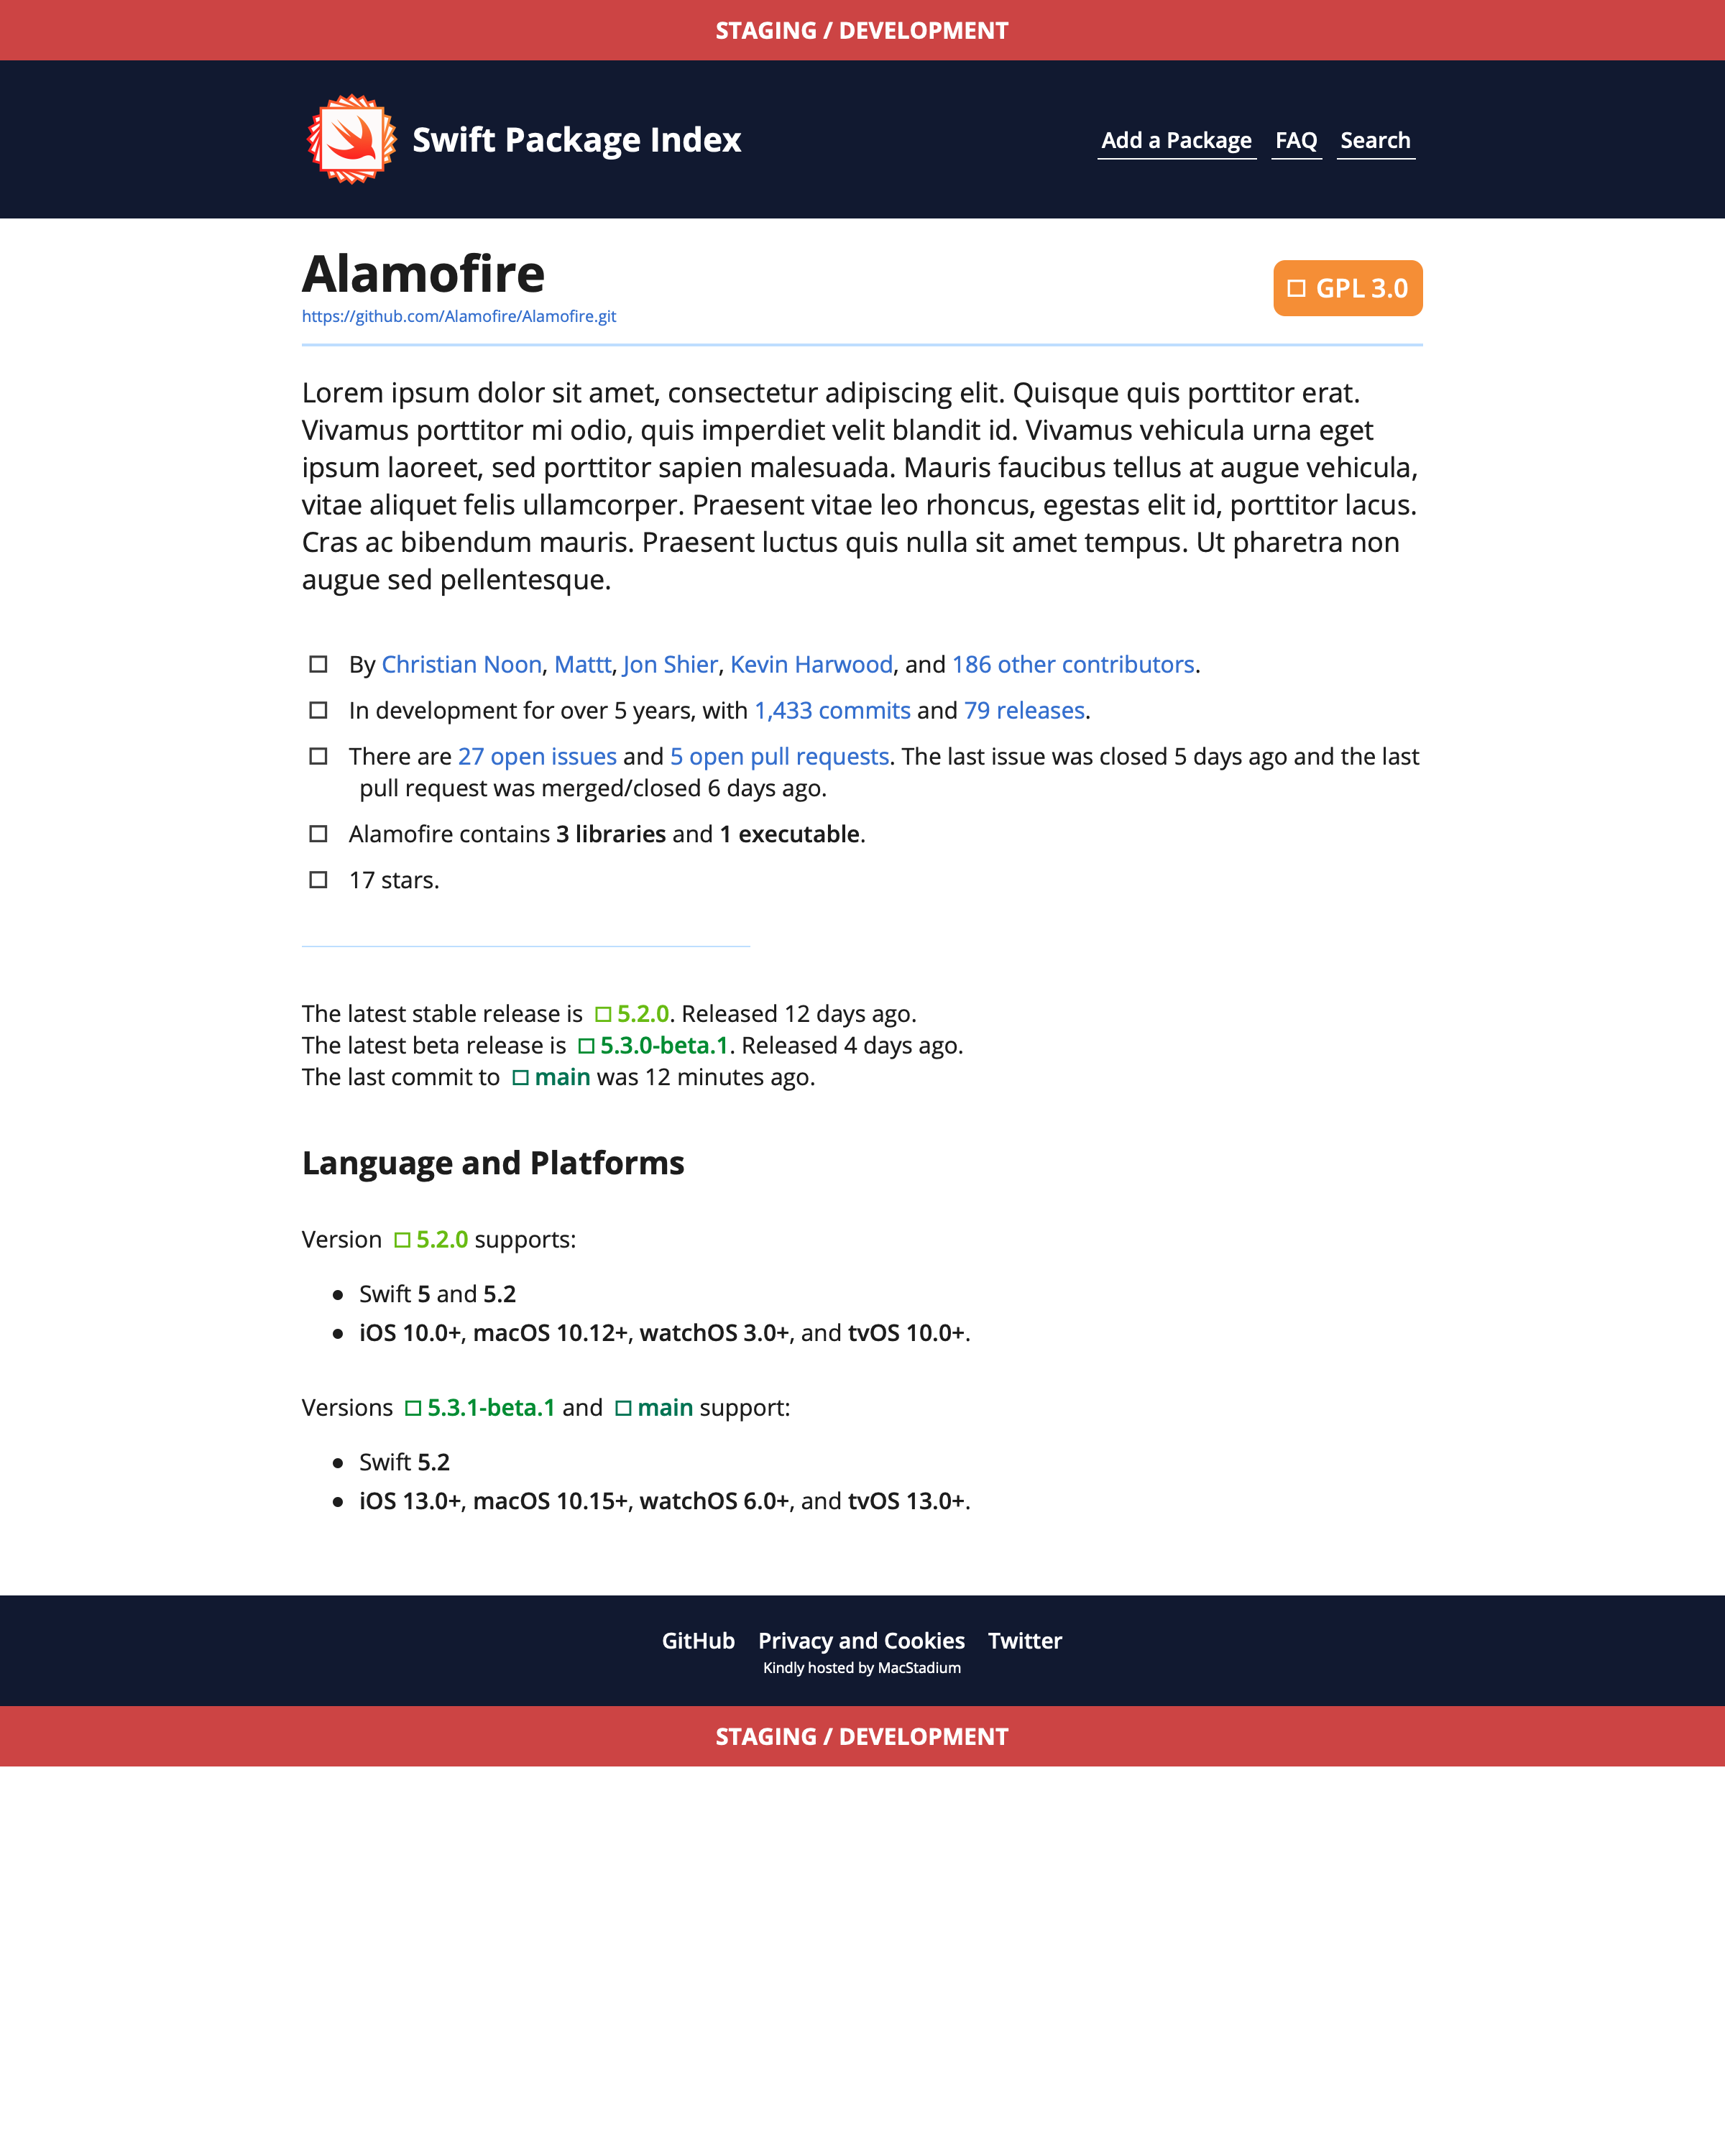 STAGING / DEVELOPMENT
Swift Package Index
Add a Package FAQ Search
Alamofire
GPL 3.0
https://github.com/Alamofire/Alamofire.git
Lorem ipsum dolor sit amet, consectetur adipiscing elit. Quisque quis porttitor erat.
Vivamus porttitor mi odio, quis imperdiet velit blandit id. Vivamus vehicula urna eget
ipsum laoreet, sed porttitor sapien malesuada. Mauris faucibus tellus at augue vehicula,
vitae aliquet felis ullamcorper. Praesent vitae leo rhoncus, egestas elit id, porttitor lacus.
Cras ac bibendum mauris. Praesent luctus quis nulla sit amet tempus. Ut pharetra non
augue sed pellentesque.
By Christian Noon, Mattt, Jon Shier, Kevin Harwood, and 186 other contributors.
In development for over 5 years, with 1,433 commits and 79 releases.
There are 27 open issues and 5 open pull requests. The last issue was closed 5 days ago and the last
pull request was merged/closed 6 days ago.
Alamofire contains 3 libraries and 1 executable.
17 stars.
The latest stable release is 5.2.0. Released 12 days ago.
The latest beta release is 5.3.0-beta.1. Released 4 days ago.
The last commit to main was 12 minutes ago.
Language and Platforms
Version 5.2.0 supports:
• Swift 5 and 5.2
• iOS 10.0+, macOS 10.12+, watchOS 3.0+, and tvOS 10.0+.
Versions 5.3.1-beta.1 and main support:
• Swift 5.2
• iOS 13.0+, macOS 10.15+, watchOS 6.0+, and tvOS 13.0+.
GitHub Privacy and Cookies Twitter
Kindly hosted by MacStadium
STAGING / DEVELOPMENT